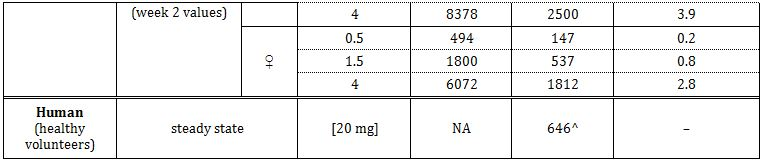 (week 2 values) 4 8378 2500 3.9
♀ 0.5 494 147 0.2
1.5 1800 537 0.8
4 6072 1812 2.8
Human
(healthy
volunteers) steady state [20 mg] NA 646^ –